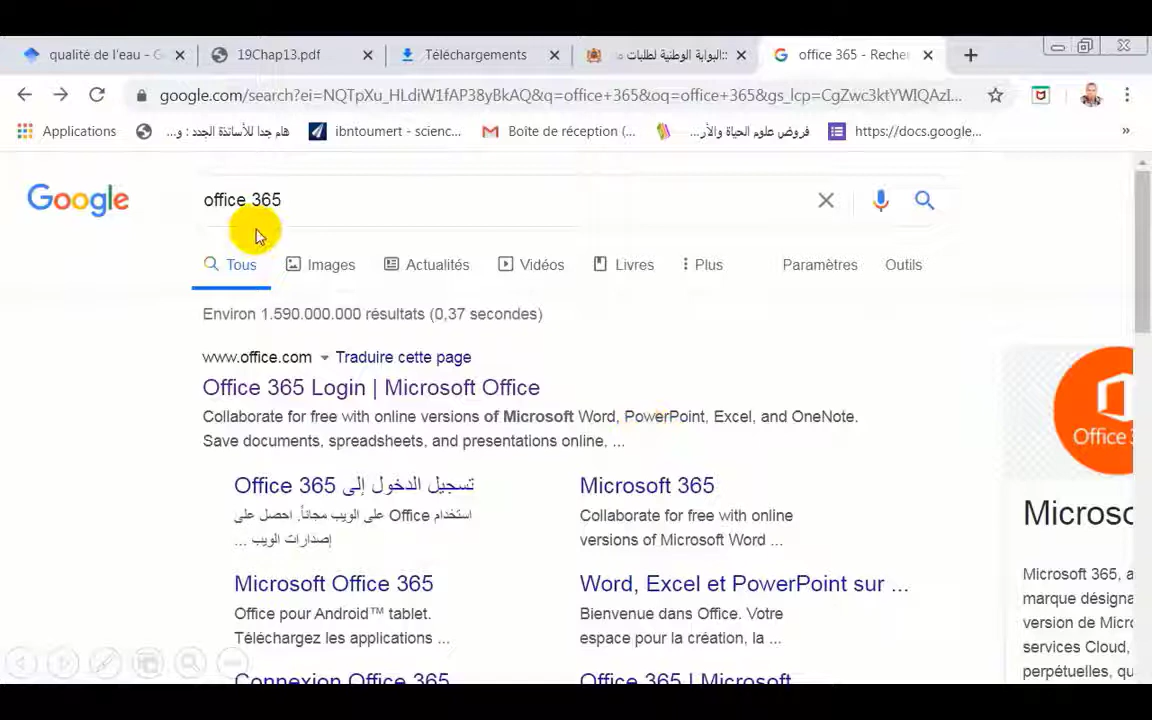 qualité de l'eau - G
19Chap13.pdf
Téléchargements
::البوابة الوطنية لطلبات
office 365 - Recher
google.com/search?ei=NQTpXu_HLdiW1fAP38yBkAQ&q=office+365&oq=office+365&gs_lcp=CgZwc3ktYWIQAzI...
Applications
هام جدا للأساتذة الجدد : و...
ibntoumert - scienc...
Boîte de réception (...
فروض علوم الحياة والأر...
https://docs.google...
»
Google
office 365
Tous
Images
Actualités
Vidéos
Livres
Plus
Paramètres
Outils
Environ 1.590.000.000 résultats (0,37 secondes)
www.office.com Traduire cette page
Office 365 Login | Microsoft Office
Collaborate for free with online versions of Microsoft Word, PowerPoint, Excel, and OneNote.
Save documents, spreadsheets, and presentations online, ...
تسجيل الدخول إلى Office 365
استخدام Office على الويب مجاناً. احصل على
إصدارات الويب ...
Microsoft 365
Collaborate for free with online
versions of Microsoft Word ...
Microsoft Office 365
Office pour Android™ tablet.
Téléchargez les applications ...
Word, Excel et PowerPoint sur ...
Bienvenue dans Office. Votre
espace pour la création, la ...
Connexion Office 365
Office 365 | Microsoft
Office 3
Microso
Microsoft 365, a
marque désigna
version de Micro
services Cloud,
perpétuelles, qu